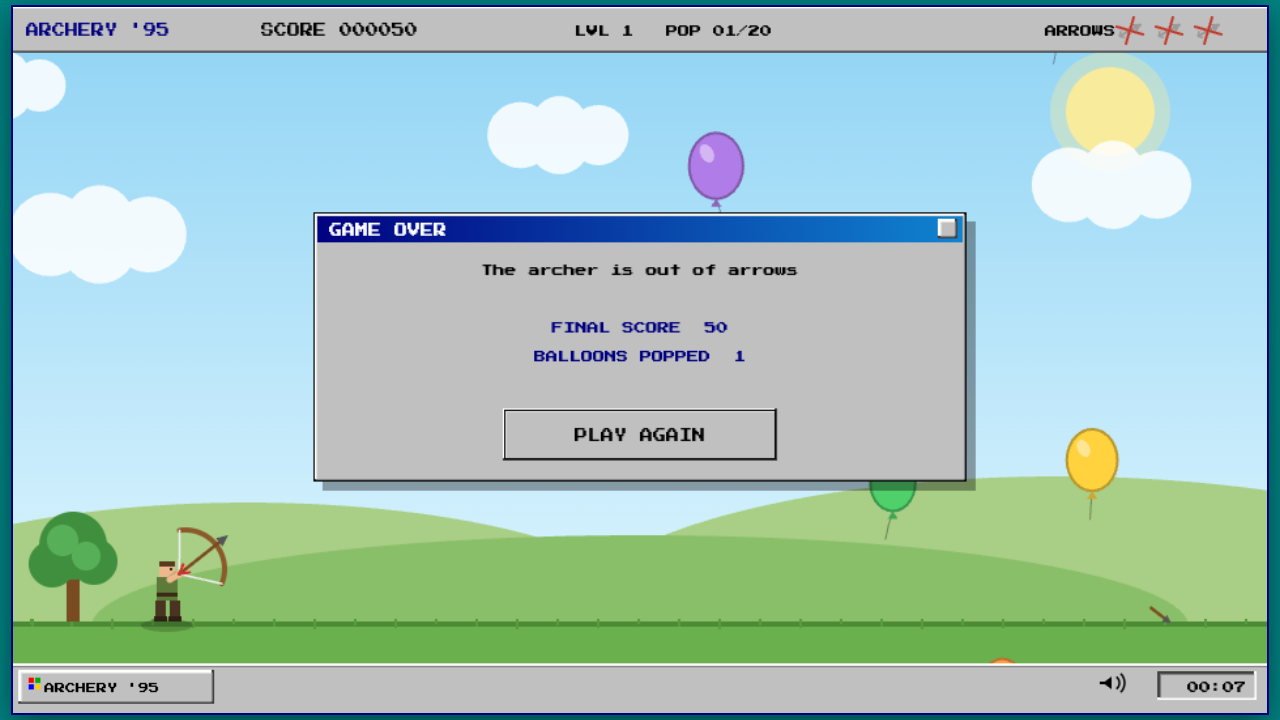 ARCHERY '95 SCORE 000050 LVL 1 POP 01/20 ARROWS
GAME OVER
The archer is out of arrows
FINAL SCORE 50
BALLOONS POPPED 1
PLAY AGAIN
ARCHERY '95 00:07